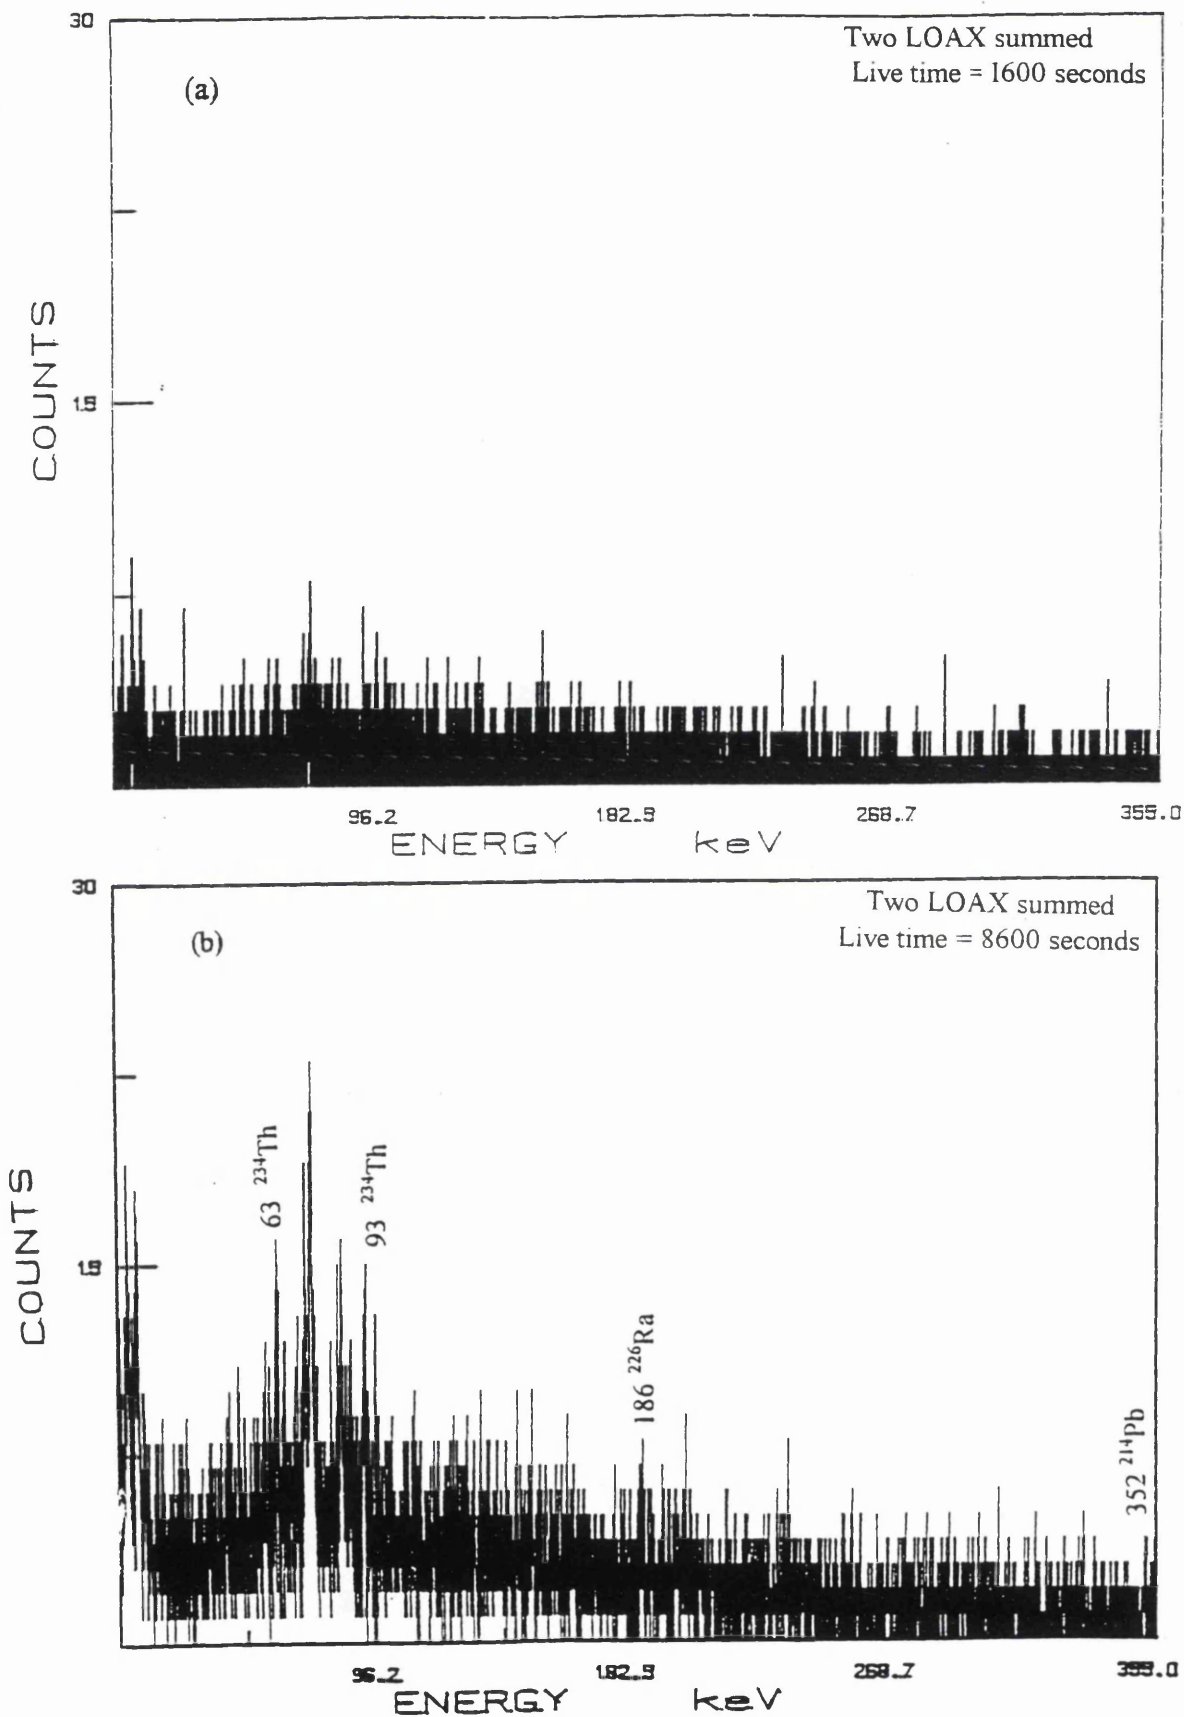 30
Two LOAX summed
Live time = 1600 seconds
(a)
COUNTS
15
96.2 182.5 268.7 355.0
ENERGY keV
30
Two LOAX summed
Live time = 8600 seconds
(b)
COUNTS
15
63 ²³⁴Th
93 ²³⁴Th
186 ²²⁶Ra
352 ²¹⁴Pb
96.2 182.5 268.7 355.0
ENERGY keV